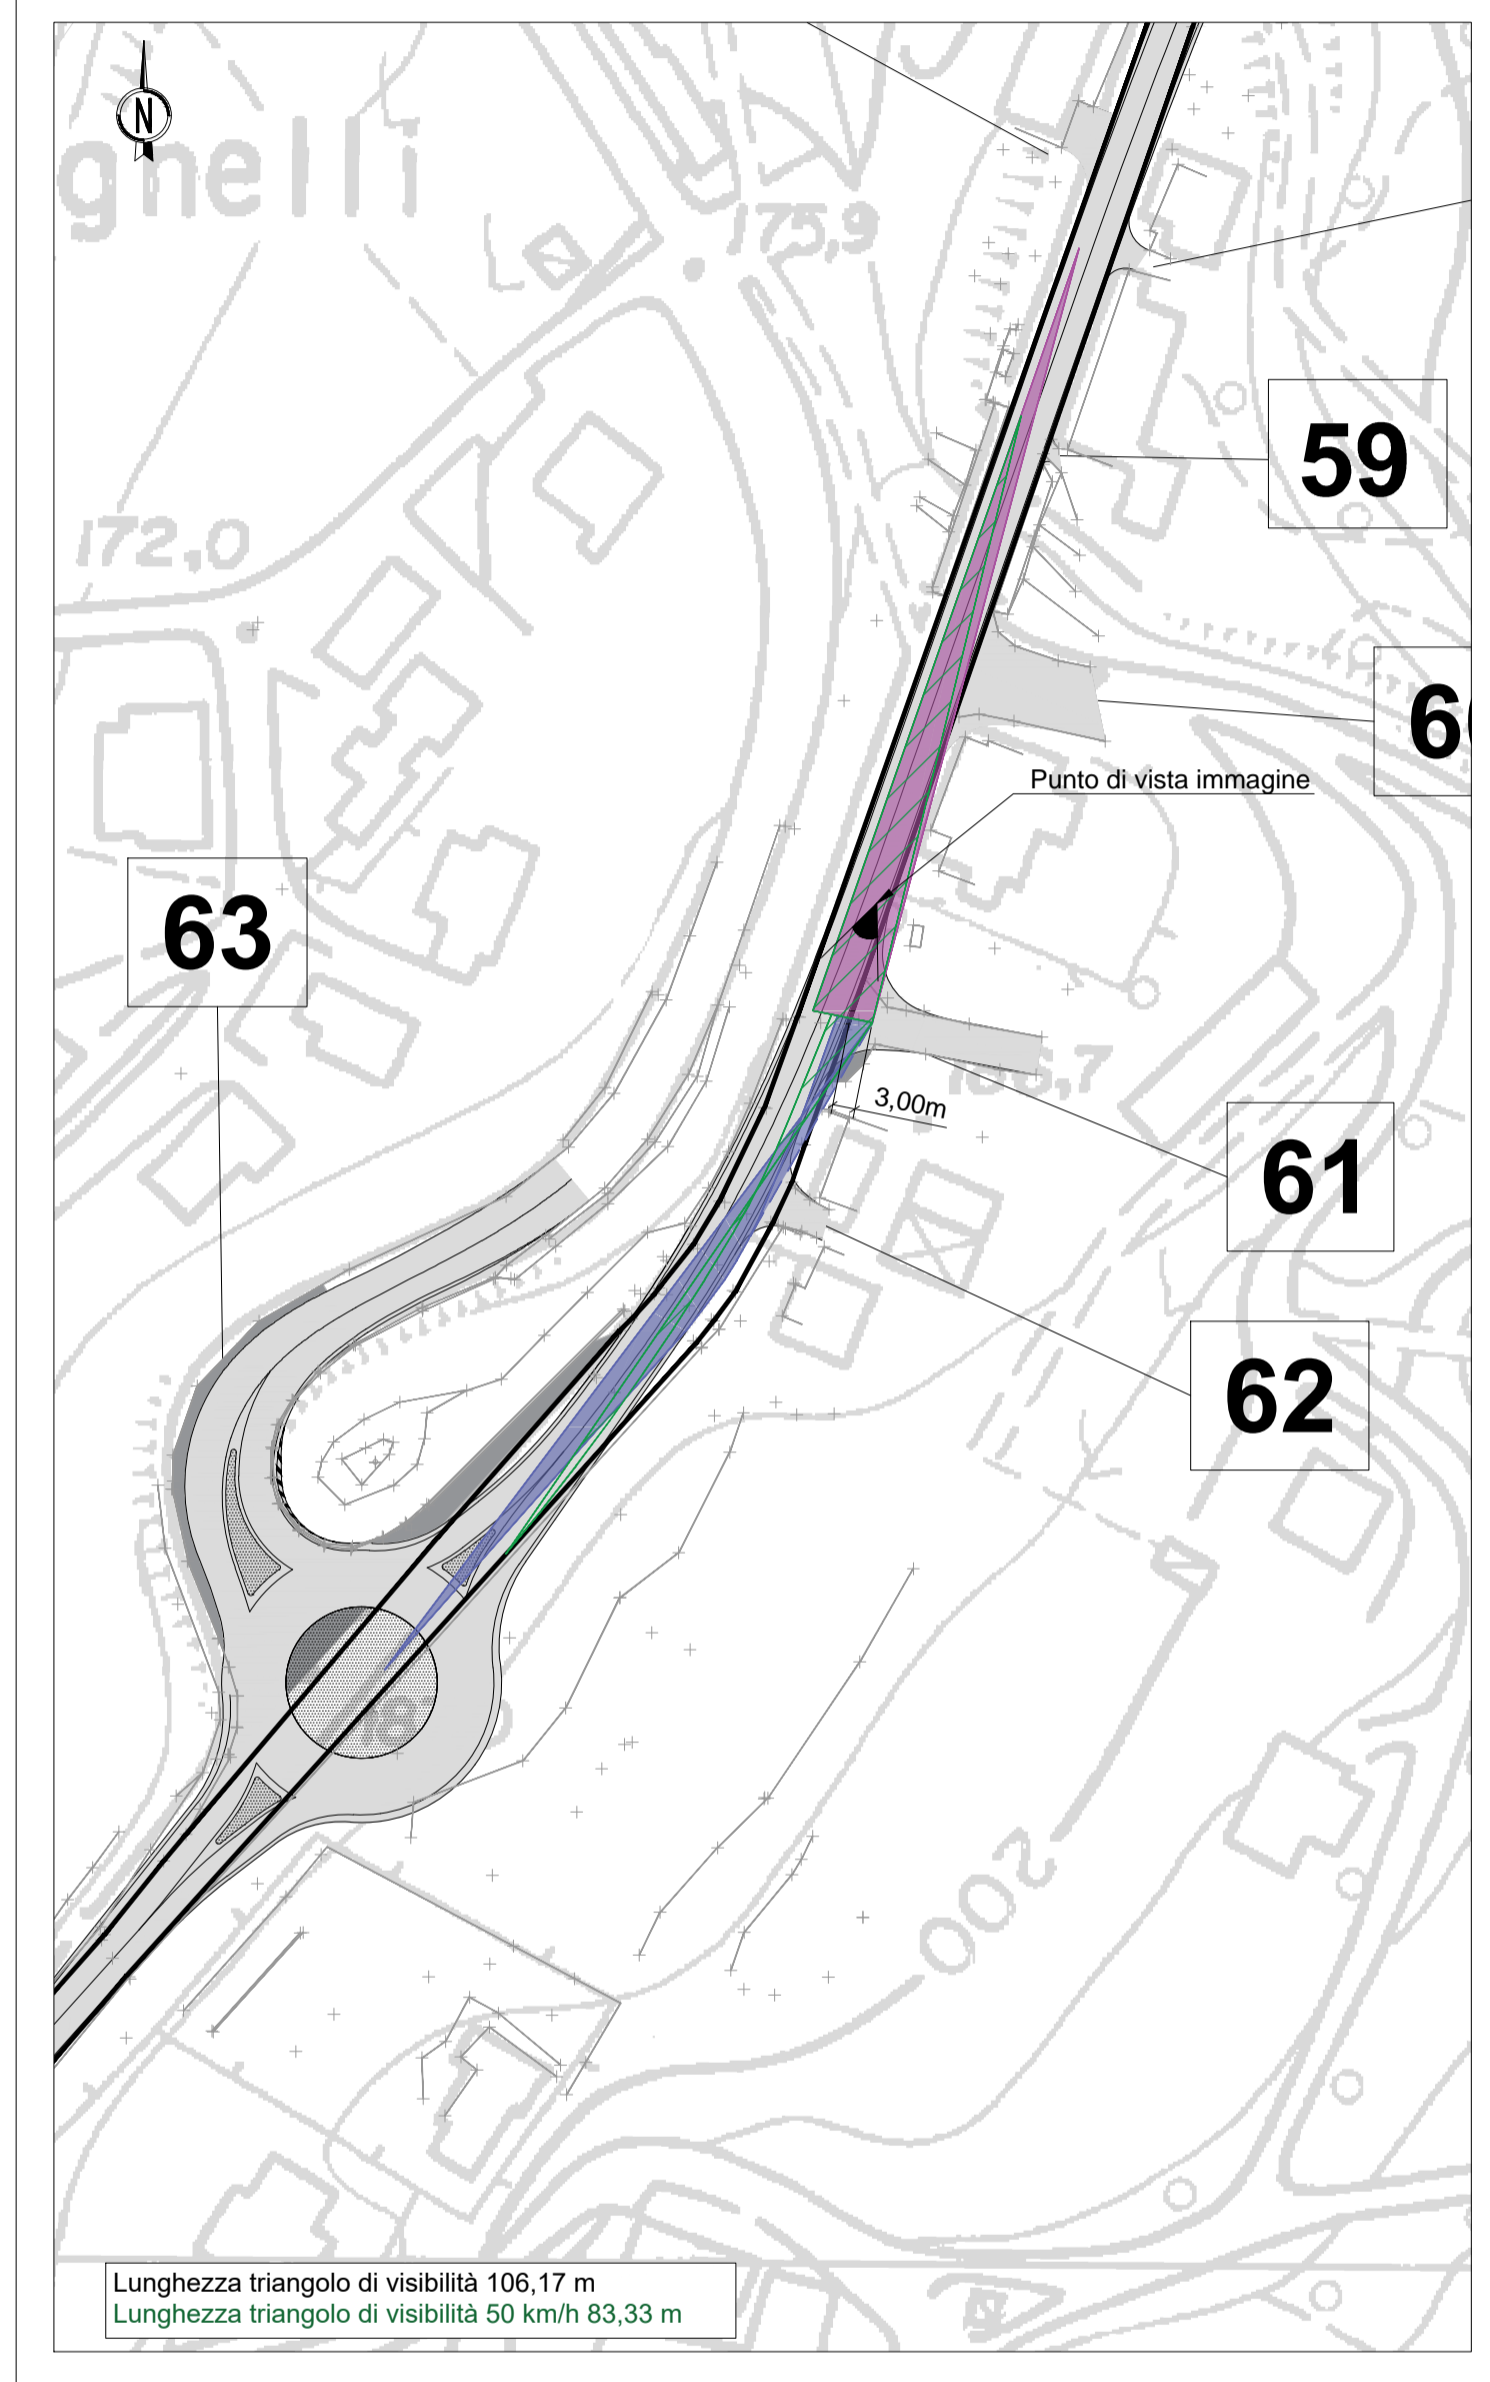 N
ghelli
175,9
59
172,0
Punto di vista immagine
63
3,00m
61
62
200
Lunghezza triangolo di visibilità 106,17 m
Lunghezza triangolo di visibilità 50 km/h 83,33 m